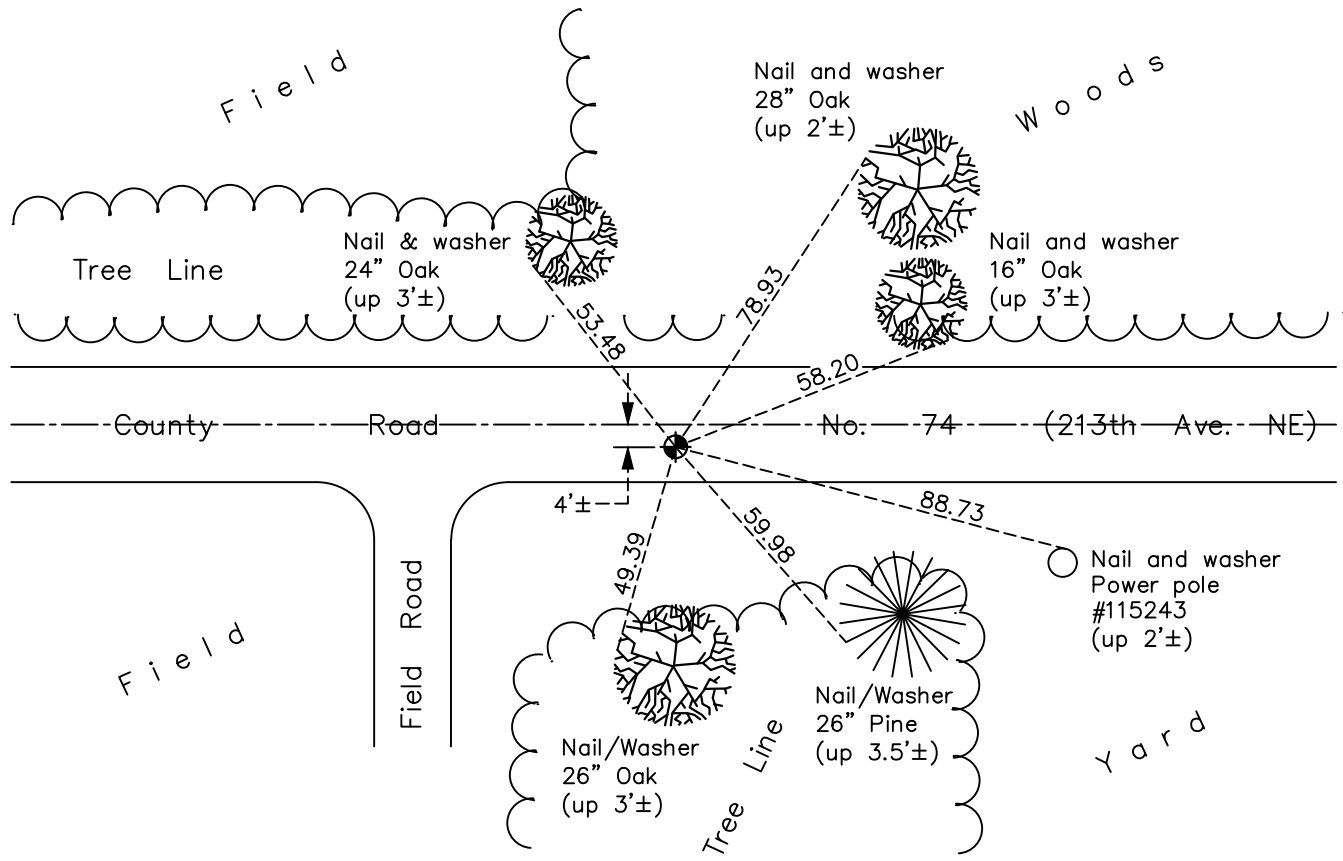 Field
Woods
Nail and washer
28" Oak
(up 2'±)
Nail & washer
24" Oak
(up 3'±)
Nail and washer
16" Oak
(up 3'±)
Tree Line
53.48
78.93
58.20
County Road No. 74 (213th Ave. NE)
4'±
49.39
59.98
88.73
Nail and washer
Power pole
#115243
(up 2'±)
Field Road
Field
Nail/Washer
26" Pine
(up 3.5'±)
Nail/Washer
26" Oak
(up 3'±)
Tree Line
Yard